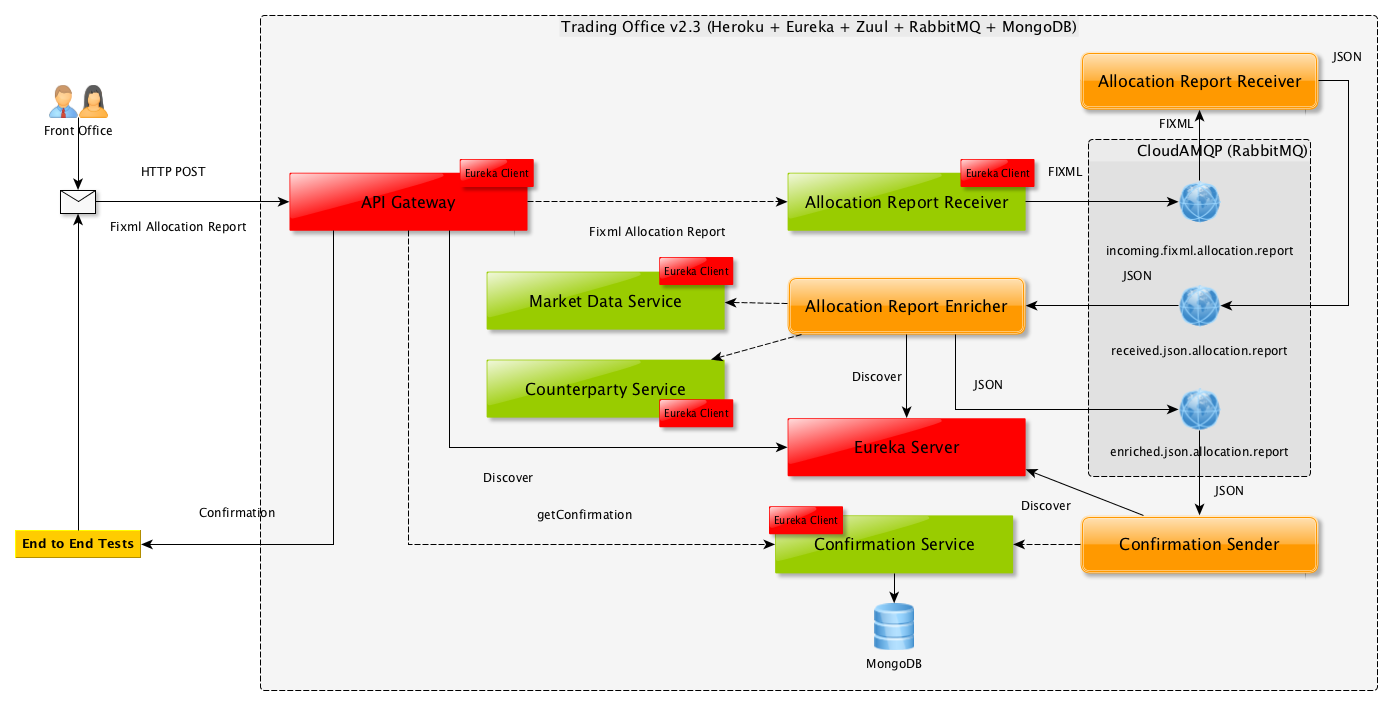 Trading Office v2.3 (Heroku + Eureka + Zuul + RabbitMQ + MongoDB)
JSON
Allocation Report Receiver
Front Office
FIXML
CloudAMQP (RabbitMQ)
HTTP POST
Eureka Client
Eureka Client
FIXML
API Gateway
Allocation Report Receiver
Fixml Allocation Report
Fixml Allocation Report
incoming.fixml.allocation.report
Eureka Client
JSON
Market Data Service
Allocation Report Enricher
received.json.allocation.report
Discover
JSON
Counterparty Service
Eureka Client
Eureka Server
enriched.json.allocation.report
Discover
JSON
Discover
Confirmation
getConfirmation
Eureka Client
End to End Tests
Confirmation Service
Confirmation Sender
MongoDB